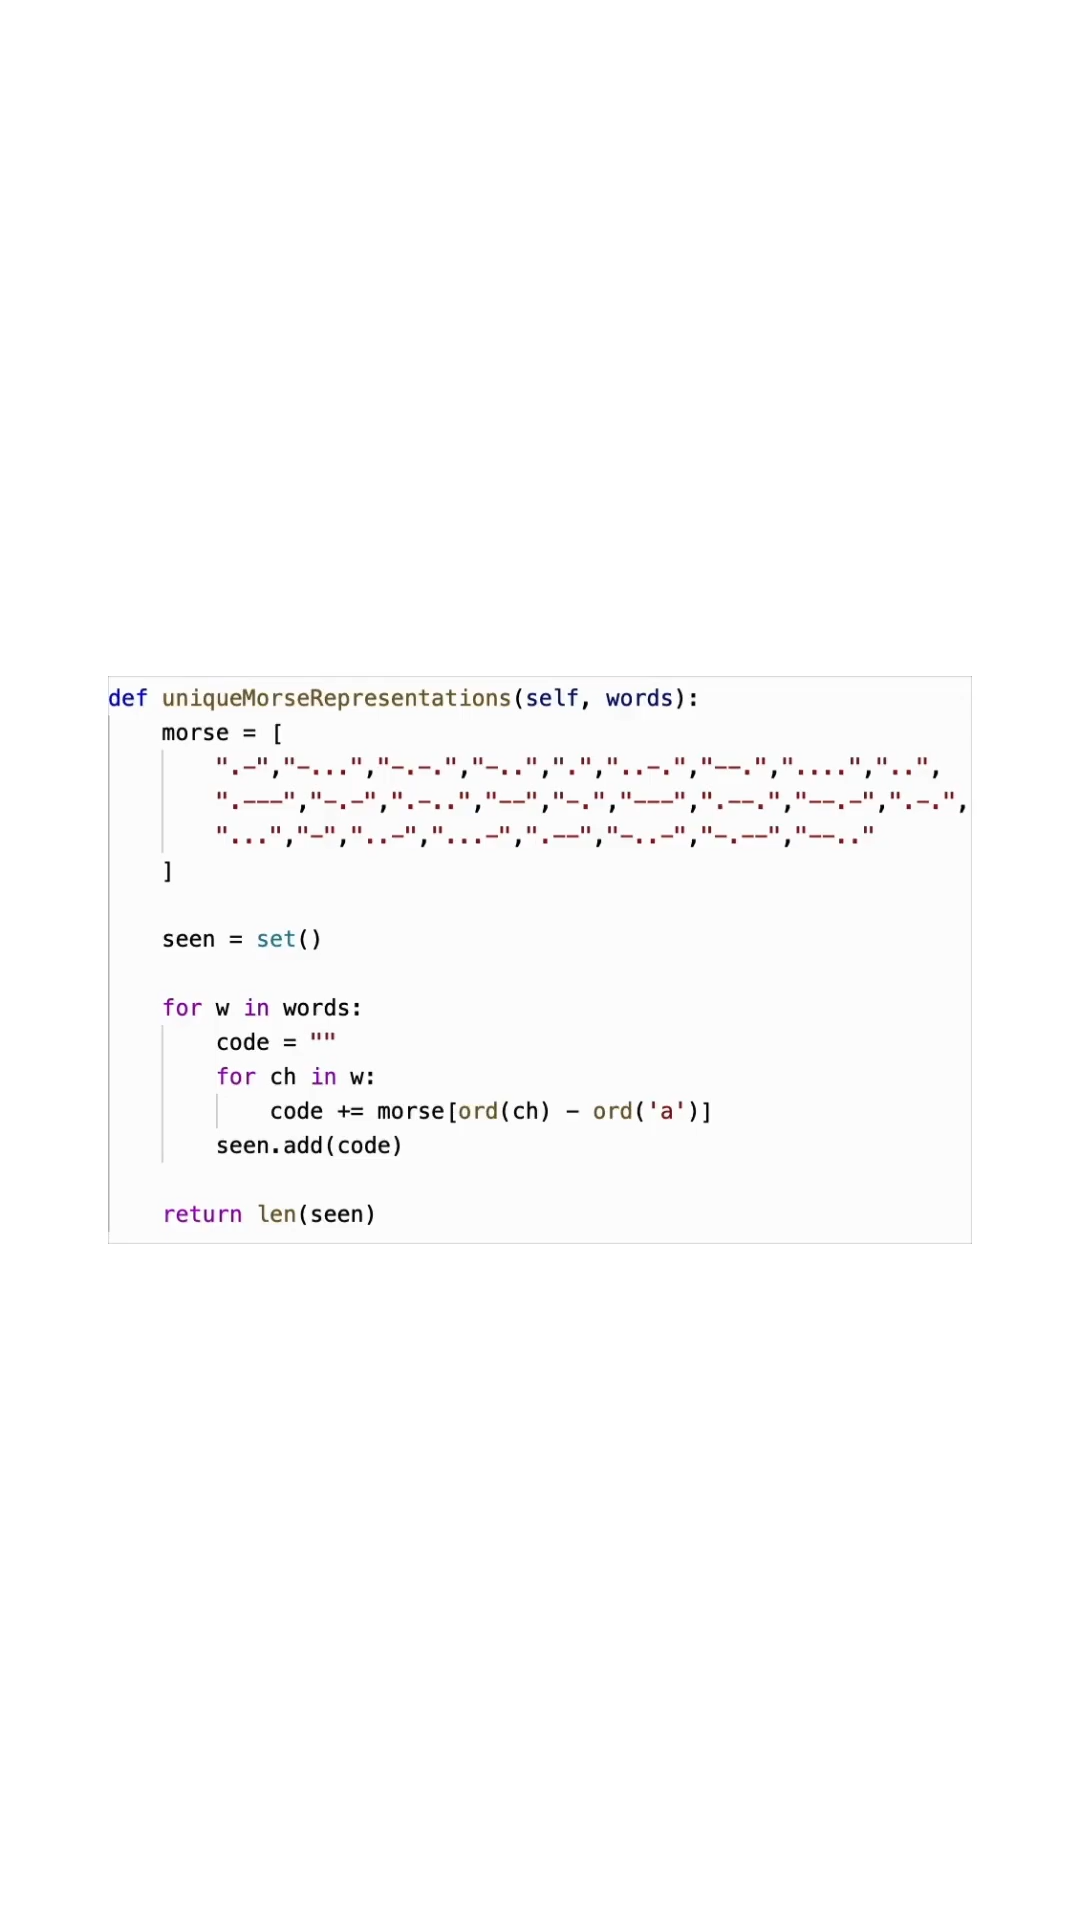 def uniqueMorseRepresentations(self, words):
    morse = [
        ".-","-...","-.-.","-..",".","..-.","--.","....","..",
        ".---","-.-",".-..","--","-.","---",".--.","--.-",".-.",
        "...","-","..-","...-",".--","-..-","-.--","--.."
    ]
    seen = set()
    for w in words:
        code = ""
        for ch in w:
            code += morse[ord(ch) - ord('a')]
        seen.add(code)
    return len(seen)